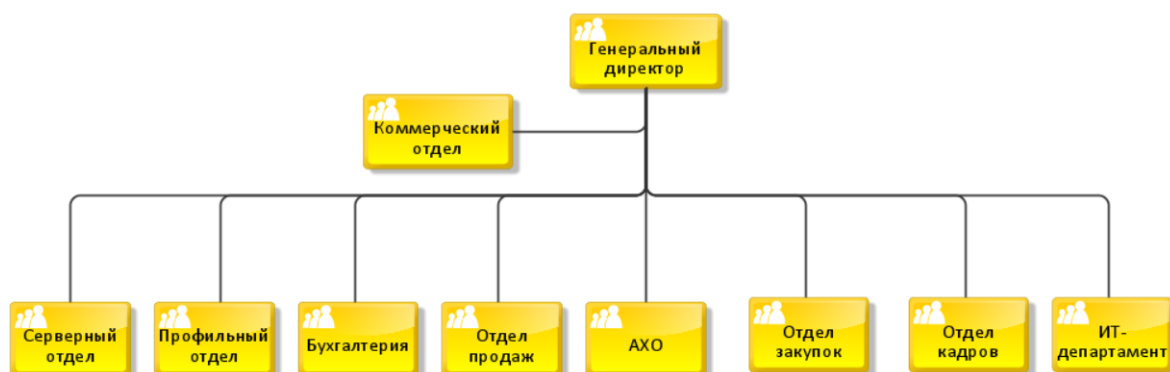 Генеральный
директор
Коммерческий
отдел
Серверный
отдел
Профильный
отдел
Бухгалтерия
Отдел
продаж
АХО
Отдел
закупок
Отдел
кадров
ИТ-
департамент